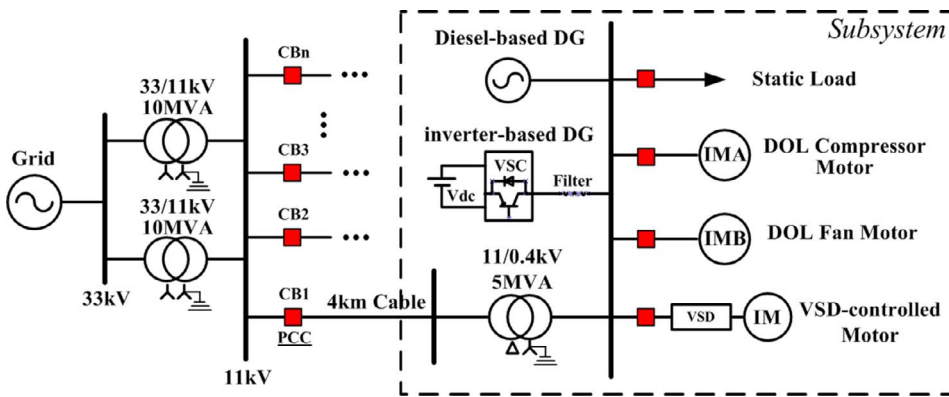 Subsystem
Grid
33/11kV
10MVA
33/11kV
10MVA
33kV
11kV
CBn
CB3
CB2
CB1
PCC
4km Cable
Diesel-based DG
inverter-based DG
VSC
Vdc
Filter
11/0.4kV
5MVA
Static Load
IMA
DOL Compressor
Motor
IMB
DOL Fan Motor
VSD
IM
VSD-controlled
Motor